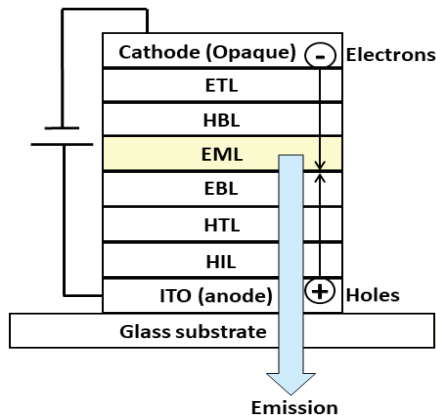 Cathode (Opaque) - Electrons
ETL
HBL
EML
EBL
HTL
HIL
ITO (anode) + Holes
Glass substrate
Emission